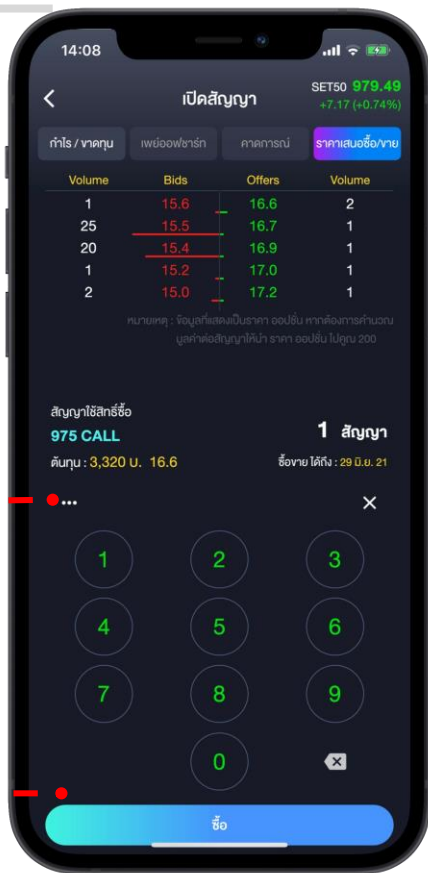 14:08
เปิดสัญญา
SET50 979.49
+7.17 (+0.74%)
กำไร / ขาดทุน เพย์ออฟชาร์ท คาดการณ์ ราคาเสนอซื้อ/ขาย
Volume Bids Offers Volume
1 15.6 16.6 2
25 15.5 16.7 1
20 15.4 16.9 1
1 15.2 17.0 1
2 15.0 17.2 1
หมายเหตุ : ข้อมูลที่แสดงเป็นราคา ออปชั่น หากต้องการคำนวณ
มูลค่าต่อสัญญาให้นำ ราคา ออปชั่น ไปคูณ 200
สัญญาใช้สิทธิ์ซื้อ
975 CALL 1 สัญญา
ต้นทุน : 3,320 บ. 16.6 ซื้อขาย ได้ถึง : 29 มิ.ย. 21
1 2 3
4 5 6
7 8 9
0
ซื้อ